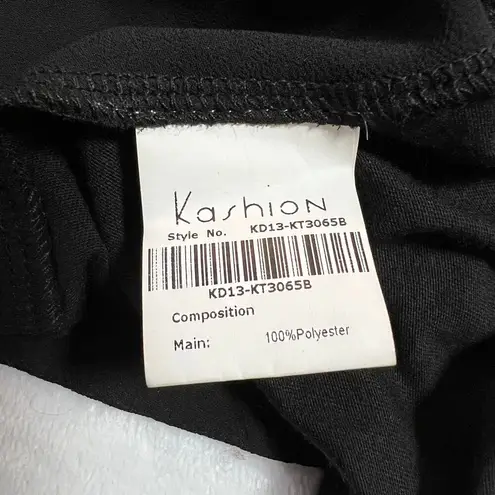 Kashion
Style No. KD13-KT3065B
KD13-KT3065B
Composition
Main: 100%Polyester